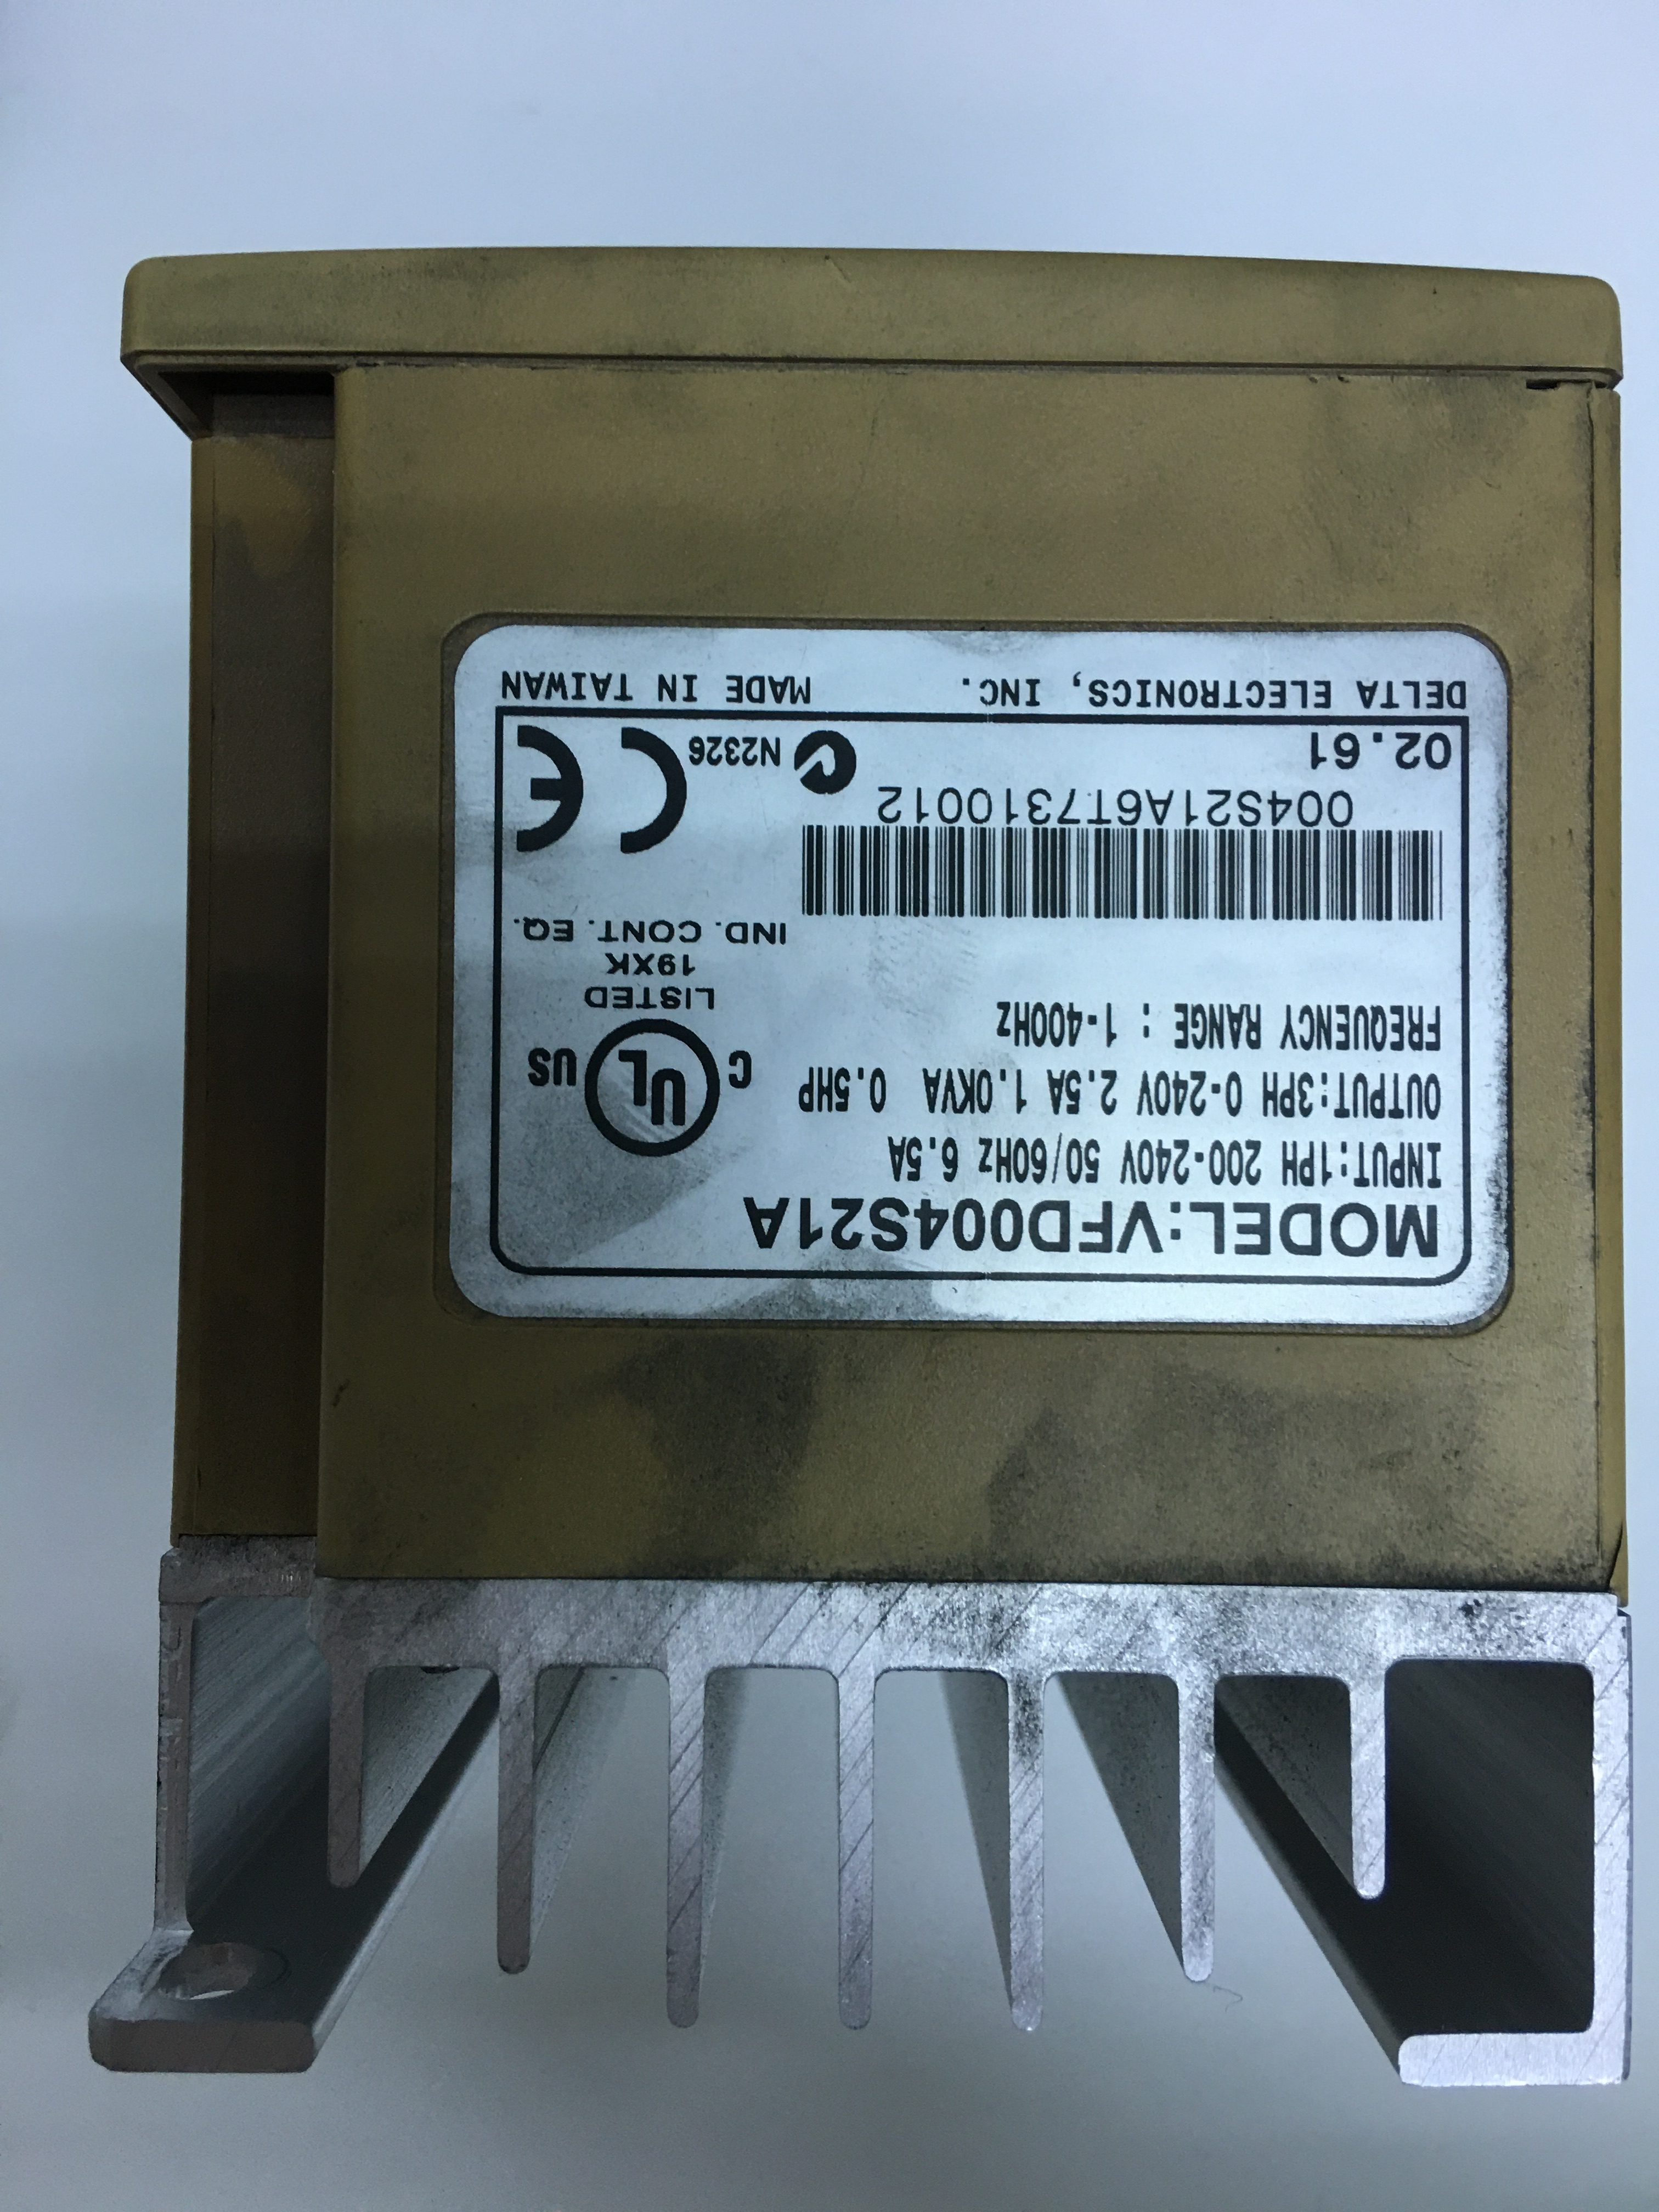 MODEL:VFD004S21A
INPUT:1PH 200-240V 50/60Hz 6.5A
OUTPUT:3PH 0-240V 2.5A 1.0KVA 0.5HP
FREQUENCY RANGE : 1-400Hz
C UL US
LISTED
19XK
IND. CONT. EQ.
004S21A6T7310012
02.61
N2326
CE
DELTA ELECTRONICS, INC. MADE IN TAIWAN